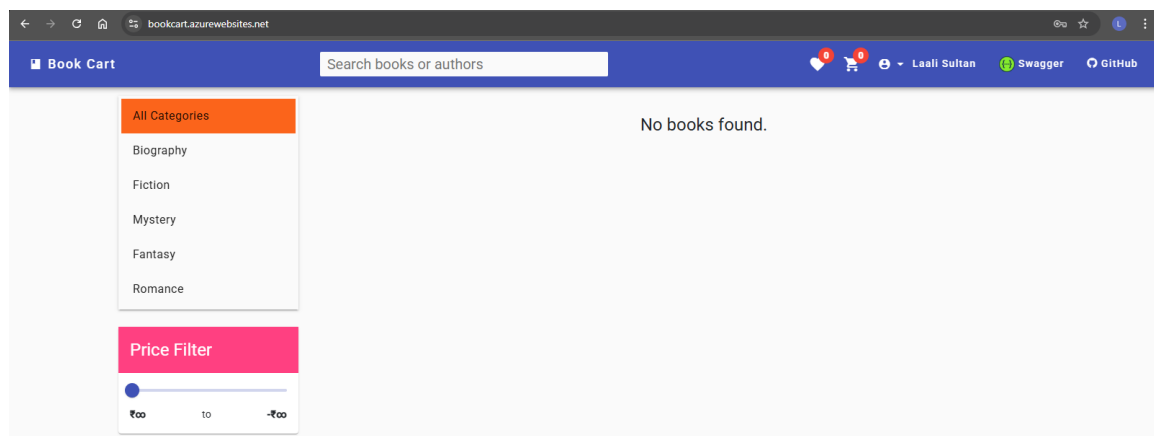 bookcart.azurewebsites.net
L
Book Cart
Search books or authors
0
0
Laali Sultan
{··}
Swagger
GitHub
All Categories
Biography
Fiction
Mystery
Fantasy
Romance
No books found.
Price Filter
₹∞ to -₹∞